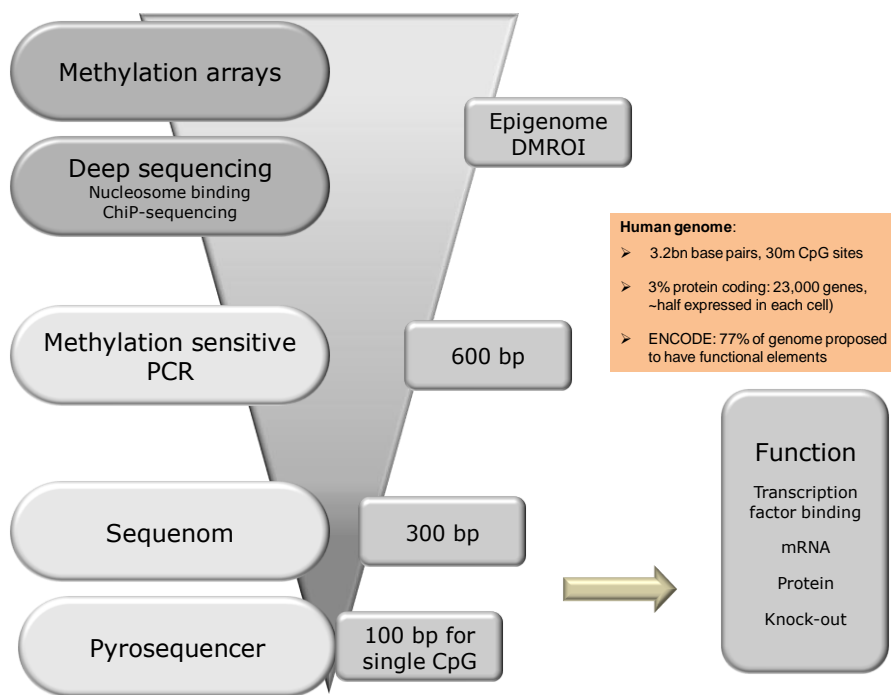 Methylation arrays
Deep sequencing
Nucleosome binding
ChiP-sequencing
Epigenome
DMROI
Human genome:
➢ 3.2bn base pairs, 30m CpG sites
➢ 3% protein coding: 23,000 genes,
~half expressed in each cell)
➢ ENCODE: 77% of genome proposed
to have functional elements
Methylation sensitive
PCR
600 bp
Sequenom
300 bp
Pyrosequencer
100 bp for
single CpG
Function
Transcription
factor binding
mRNA
Protein
Knock-out